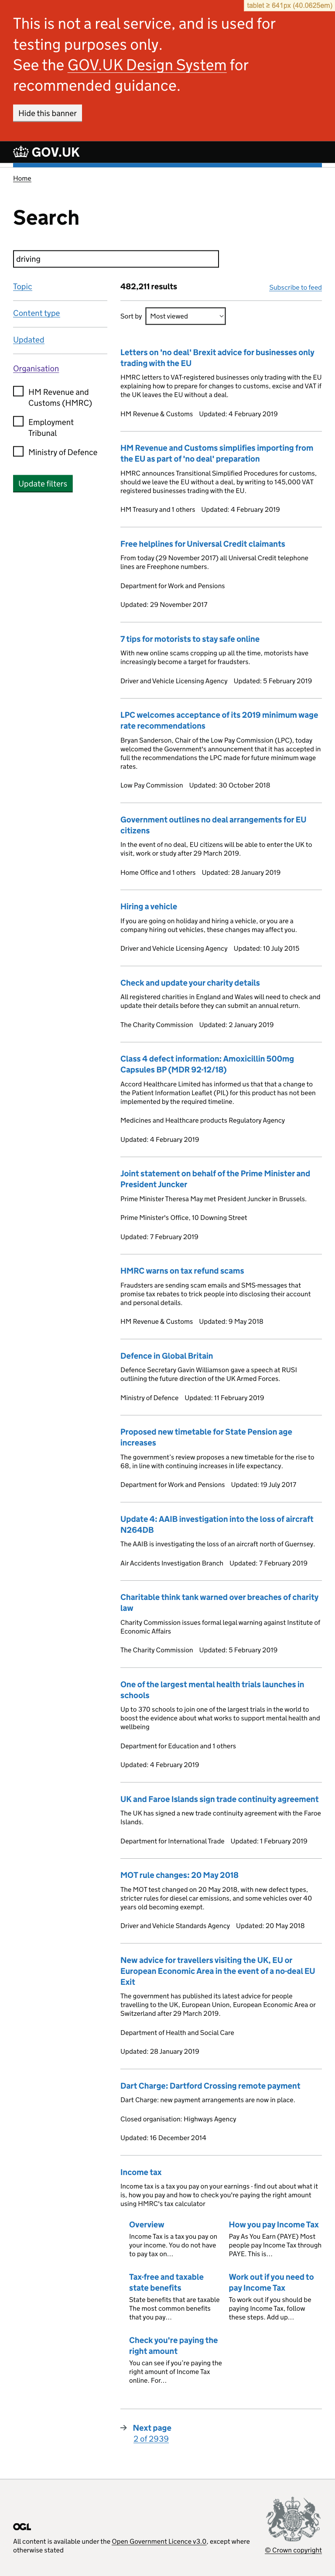 tablet ≥ 641px (40.0625em)
This is not a real service, and is used for
testing purposes only.
See the GOV.UK Design System for
recommended guidance.
Hide this banner
GOV.UK
Home
Search
driving
Topic
Content type
Updated
Organisation
HM Revenue and
Customs (HMRC)
Employment
Tribunal
Ministry of Defence
Update filters
482,211 results
Subscribe to feed
Sort by
Most viewed
Letters on 'no deal' Brexit advice for businesses only
trading with the EU
HMRC letters to VAT-registered businesses only trading with the EU
explaining how to prepare for changes to customs, excise and VAT if
the UK leaves the EU without a deal.
HM Revenue & Customs Updated: 4 February 2019
HM Revenue and Customs simplifies importing from
the EU as part of 'no deal' preparation
HMRC announces Transitional Simplified Procedures for customs,
should we leave the EU without a deal, by writing to 145,000 VAT
registered businesses trading with the EU.
HM Treasury and 1 others Updated: 4 February 2019
Free helplines for Universal Credit claimants
From today (29 November 2017) all Universal Credit telephone
lines are Freephone numbers.
Department for Work and Pensions
Updated: 29 November 2017
7 tips for motorists to stay safe online
With new online scams cropping up all the time, motorists have
increasingly become a target for fraudsters.
Driver and Vehicle Licensing Agency Updated: 5 February 2019
LPC welcomes acceptance of its 2019 minimum wage
rate recommendations
Bryan Sanderson, Chair of the Low Pay Commission (LPC), today
welcomed the Government's announcement that it has accepted in
full the recommendations the LPC made for future minimum wage
rates.
Low Pay Commission Updated: 30 October 2018
Government outlines no deal arrangements for EU
citizens
In the event of no deal, EU citizens will be able to enter the UK to
visit, work or study after 29 March 2019.
Home Office and 1 others Updated: 28 January 2019
Hiring a vehicle
If you are going on holiday and hiring a vehicle, or you are a
company hiring out vehicles, these changes may affect you.
Driver and Vehicle Licensing Agency Updated: 10 July 2015
Check and update your charity details
All registered charities in England and Wales will need to check and
update their details before they can submit an annual return.
The Charity Commission Updated: 2 January 2019
Class 4 defect information: Amoxicillin 500mg
Capsules BP (MDR 92-12/18)
Accord Healthcare Limited has informed us that that a change to
the Patient Information Leaflet (PIL) for this product has not been
implemented by the required timeline.
Medicines and Healthcare products Regulatory Agency
Updated: 4 February 2019
Joint statement on behalf of the Prime Minister and
President Juncker
Prime Minister Theresa May met President Juncker in Brussels.
Prime Minister's Office, 10 Downing Street
Updated: 7 February 2019
HMRC warns on tax refund scams
Fraudsters are sending scam emails and SMS-messages that
promise tax rebates to trick people into disclosing their account
and personal details.
HM Revenue & Customs Updated: 9 May 2018
Defence in Global Britain
Defence Secretary Gavin Williamson gave a speech at RUSI
outlining the future direction of the UK Armed Forces.
Ministry of Defence Updated: 11 February 2019
Proposed new timetable for State Pension age
increases
The government's review proposes a new timetable for the rise to
68, in line with continuing increases in life expectancy.
Department for Work and Pensions Updated: 19 July 2017
Update 4: AAIB investigation into the loss of aircraft
N264DB
The AAIB is investigating the loss of an aircraft north of Guernsey.
Air Accidents Investigation Branch Updated: 7 February 2019
Charitable think tank warned over breaches of charity
law
Charity Commission issues formal legal warning against Institute of
Economic Affairs
The Charity Commission Updated: 5 February 2019
One of the largest mental health trials launches in
schools
Up to 370 schools to join one of the largest trials in the world to
boost the evidence about what works to support mental health and
wellbeing
Department for Education and 1 others
Updated: 4 February 2019
UK and Faroe Islands sign trade continuity agreement
The UK has signed a new trade continuity agreement with the Faroe
Islands.
Department for International Trade Updated: 1 February 2019
MOT rule changes: 20 May 2018
The MOT test changed on 20 May 2018, with new defect types,
stricter rules for diesel car emissions, and some vehicles over 40
years old becoming exempt.
Driver and Vehicle Standards Agency Updated: 20 May 2018
New advice for travellers visiting the UK, EU or
European Economic Area in the event of a no-deal EU
Exit
The government has published its latest advice for people
travelling to the UK, European Union, European Economic Area or
Switzerland after 29 March 2019.
Department of Health and Social Care
Updated: 28 January 2019
Dart Charge: Dartford Crossing remote payment
Dart Charge: new payment arrangements are now in place.
Closed organisation: Highways Agency
Updated: 16 December 2014
Income tax
Income tax is a tax you pay on your earnings - find out about what it
is, how you pay and how to check you're paying the right amount
using HMRC's tax calculator
Overview
Income Tax is a tax you pay on
your income. You do not have
to pay tax on…
How you pay Income Tax
Pay As You Earn (PAYE) Most
people pay Income Tax through
PAYE. This is…
Tax-free and taxable
state benefits
State benefits that are taxable
The most common benefits
that you pay…
Work out if you need to
pay Income Tax
To work out if you should be
paying Income Tax, follow
these steps. Add up…
Check you're paying the
right amount
You can see if you're paying the
right amount of Income Tax
online. For…
Next page
2 of 2939
OGL
All content is available under the Open Government Licence v3.0, except where
otherwise stated
© Crown copyright